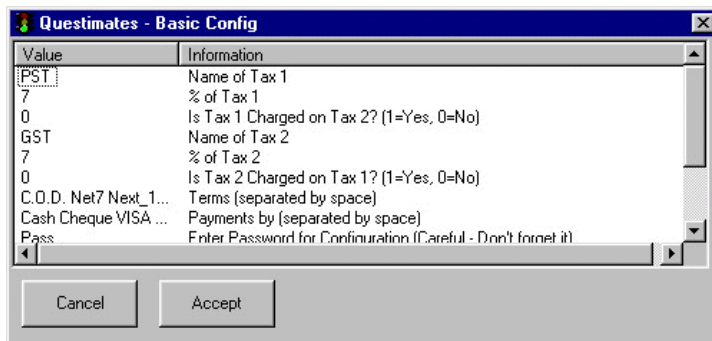 Questimates - Basic Config
Value Information
PST Name of Tax 1
7 % of Tax 1
0 Is Tax 1 Charged on Tax 2? (1=Yes, 0=No)
GST Name of Tax 2
7 % of Tax 2
0 Is Tax 2 Charged on Tax 1? (1=Yes, 0=No)
C.O.D. Net7 Next_1... Terms (separated by space)
Cash Cheque VISA ... Payments by (separated by space)
Pass Enter Password for Configuration (Careful - Don't forget it)
Cancel Accept